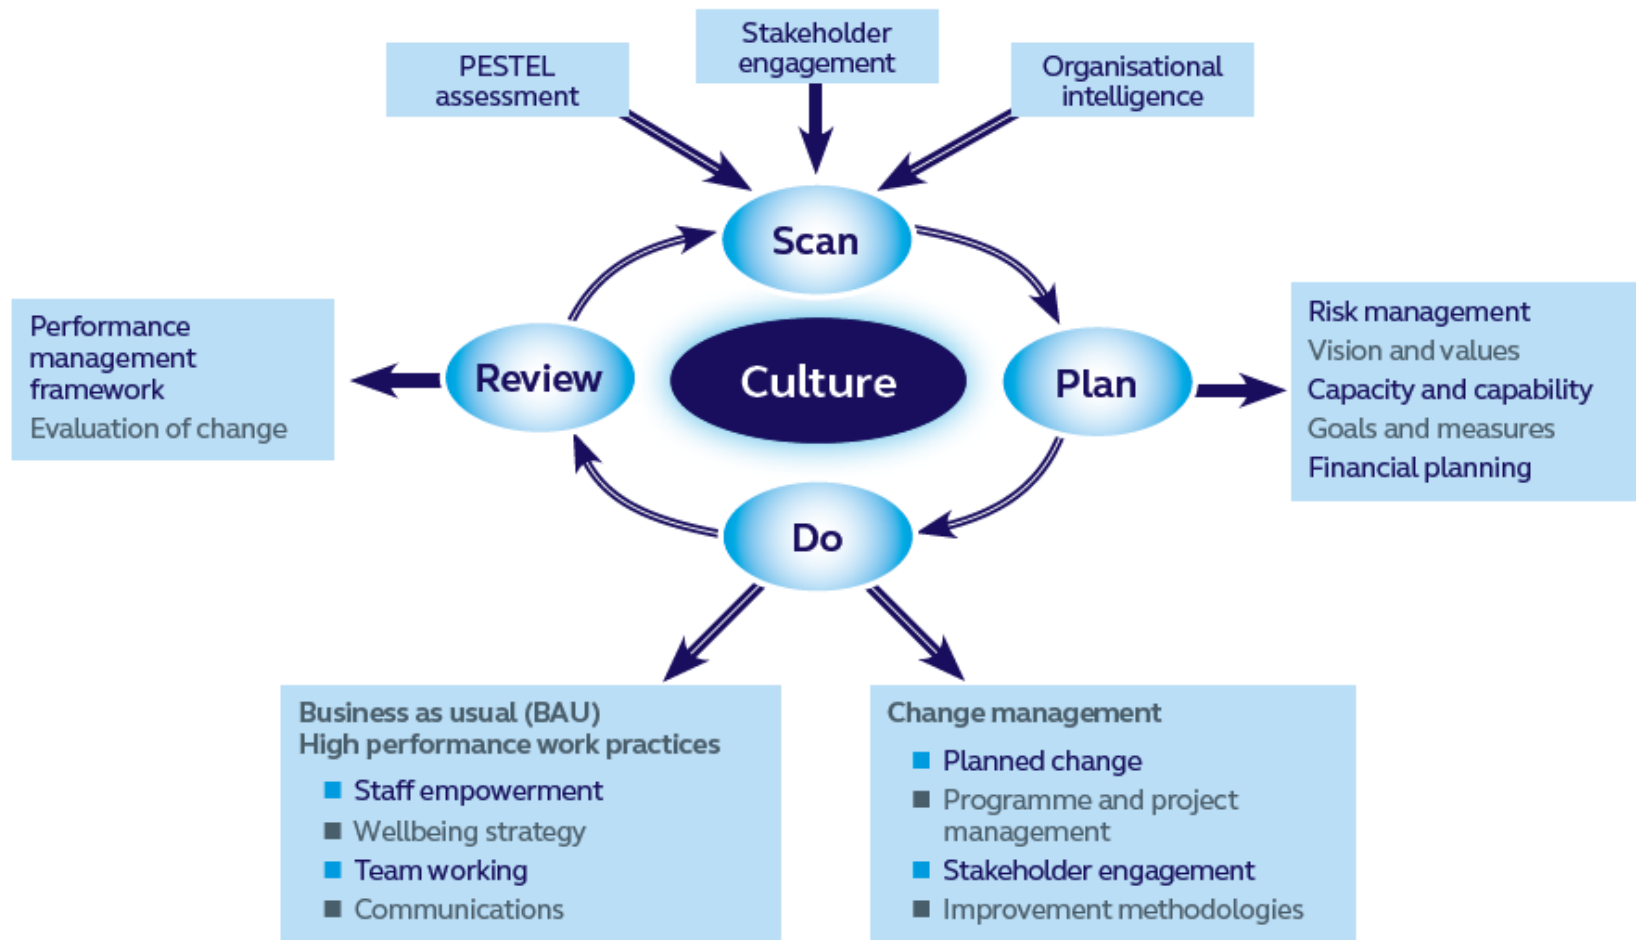 Stakeholder
engagement
PESTEL
assessment
Organisational
intelligence
Scan
Performance
management
framework
Evaluation of change
Review
Culture
Plan
Risk management
Vision and values
Capacity and capability
Goals and measures
Financial planning
Do
Business as usual (BAU)
High performance work practices
Staff empowerment
Wellbeing strategy
Team working
Communications
Change management
Planned change
Programme and project
management
Stakeholder engagement
Improvement methodologies